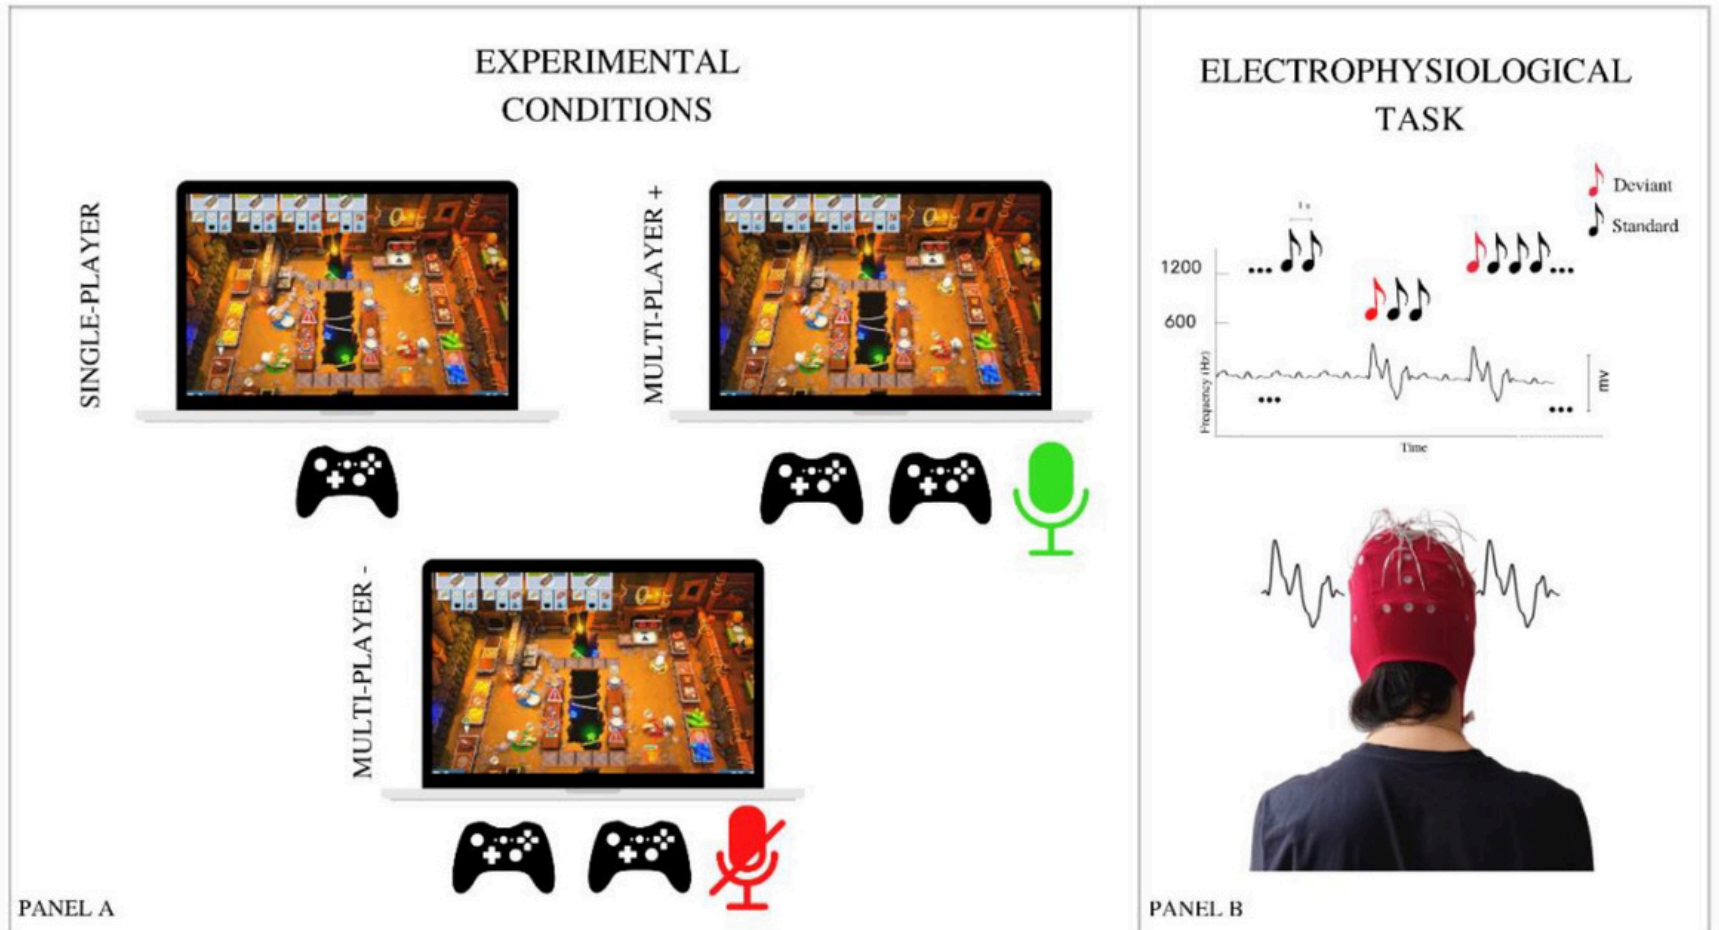 EXPERIMENTAL
CONDITIONS
SINGLE-PLAYER
MULTI-PLAYER +
MULTI-PLAYER -
PANEL A
ELECTROPHYSIOLOGICAL
TASK
Deviant
Standard
1 s
1200
600
Frequency (Hz)
mv
Time
PANEL B